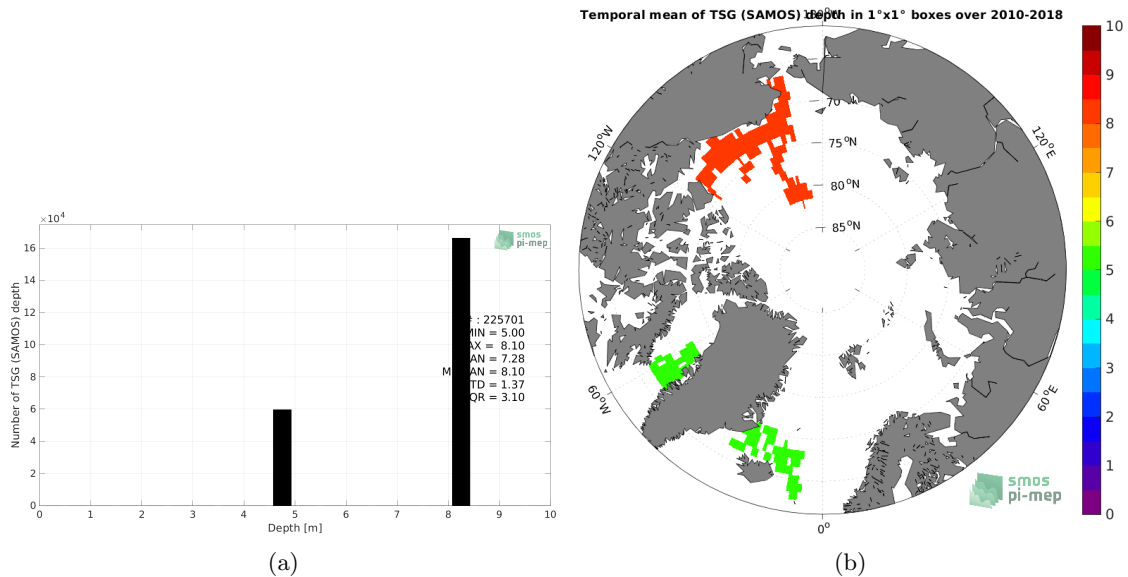 Temporal mean of TSG (SAMOS) depth in 1°x1° boxes over 2010-2018
180°W
70°N
75°N
80°N
85°N
120°W
120°E
60°W
60°E
0°
10
9
8
7
6
5
4
3
2
1
0
smos
pi-mep
×10⁴
16
14
12
10
8
6
4
2
0
Number of TSG (SAMOS) depth
smos
pi-mep
: 225701
MIN = 5.00
AX = 8.10
AN = 7.28
M AN = 8.10
TD = 1.37
QR = 3.10
0 1 2 3 4 5 6 7 8 9 10
Depth [m]
(a)
(b)